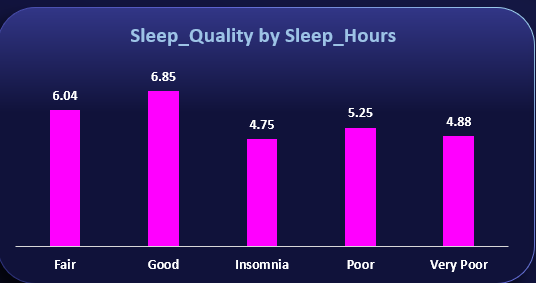 Sleep_Quality by Sleep_Hours
6.04
6.85
4.75
5.25
4.88
Fair
Good
Insomnia
Poor
Very Poor